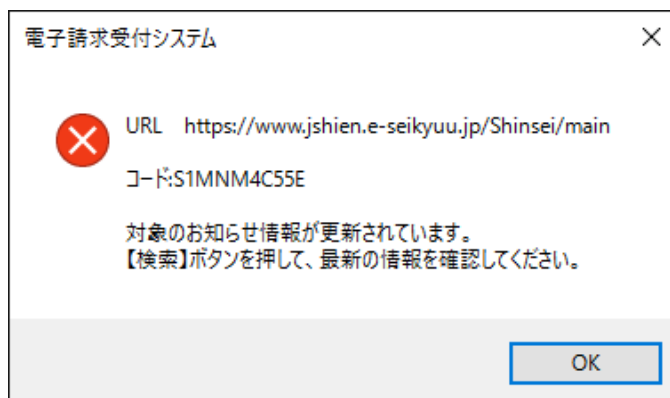 電子請求受付システム
URL　https://www.jshien.e-seikyuu.jp/Shinsei/main
コード:S1MNM4C55E
対象のお知らせ情報が更新されています。
【検索】ボタンを押して、最新の情報を確認してください。
OK